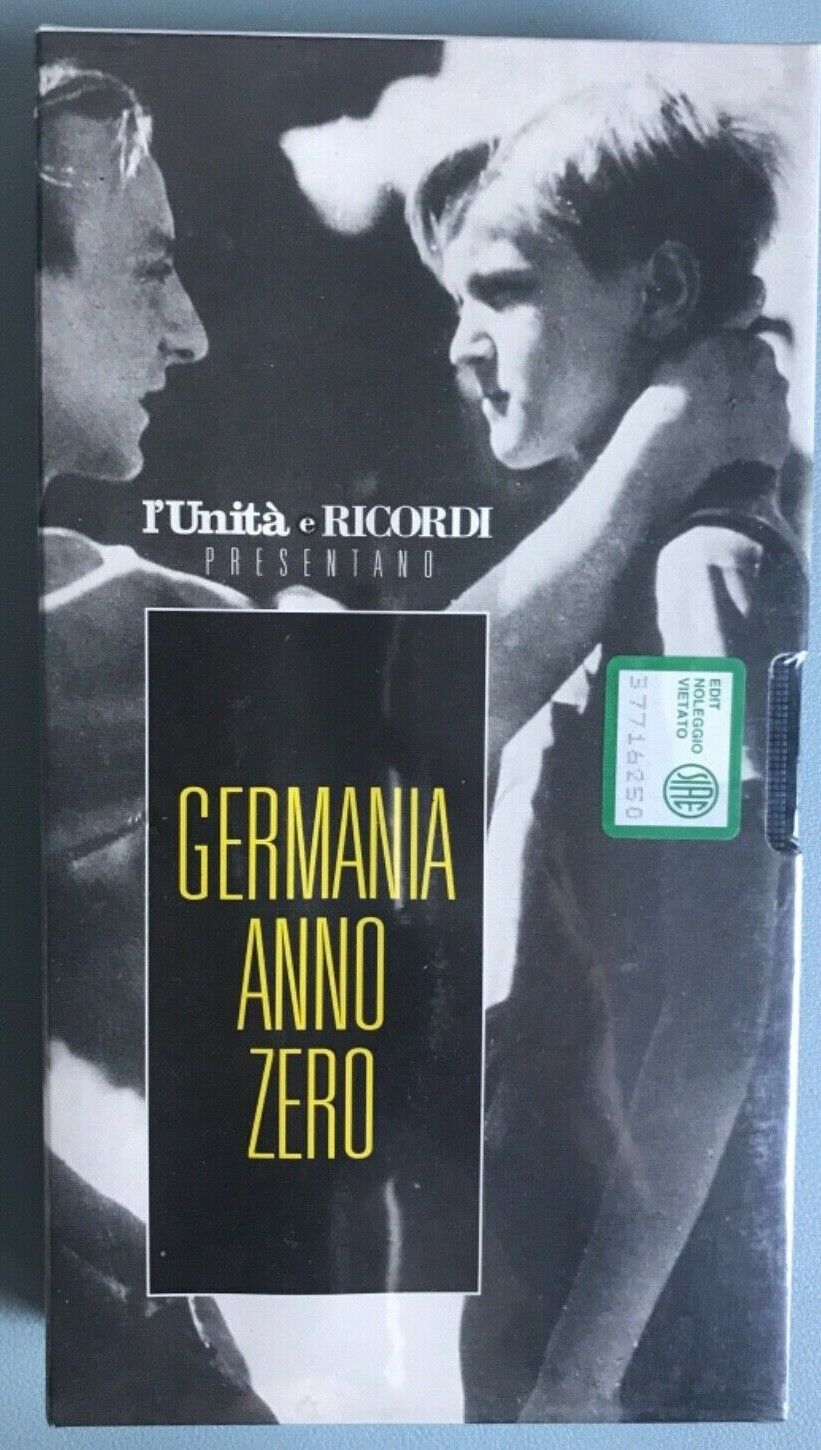 l'Unità e RICORDI
PRESENTANO
GERMANIA
ANNO
ZERO
EDIT
NOLEGGIO
VIETATO
37716250
SIAE